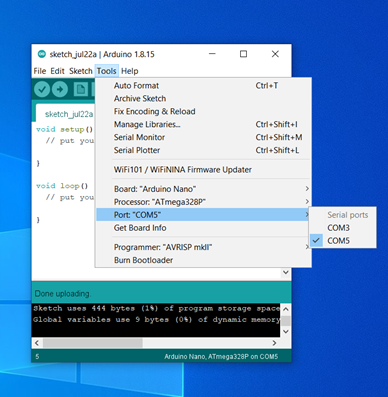 sketch_jul22a | Arduino 1.8.15
File Edit Sketch Tools Help
sketch_jul22a
void setup()
// put you
}
void loop()
// put you
}
Auto Format Ctrl+T
Archive Sketch
Fix Encoding & Reload
Manage Libraries... Ctrl+Shift+I
Serial Monitor Ctrl+Shift+M
Serial Plotter Ctrl+Shift+L
WiFi101 / WiFiNINA Firmware Updater
Board: "Arduino Nano"
Processor: "ATmega328P"
Port: "COM5"
Get Board Info
Programmer: "AVRISP mkII"
Burn Bootloader
Serial ports
COM3
COM5
Done uploading.
Sketch uses 444 bytes (1%) of program storage space
Global variables use 9 bytes (0%) of dynamic memory
5 Arduino Nano, ATmega328P on COM5